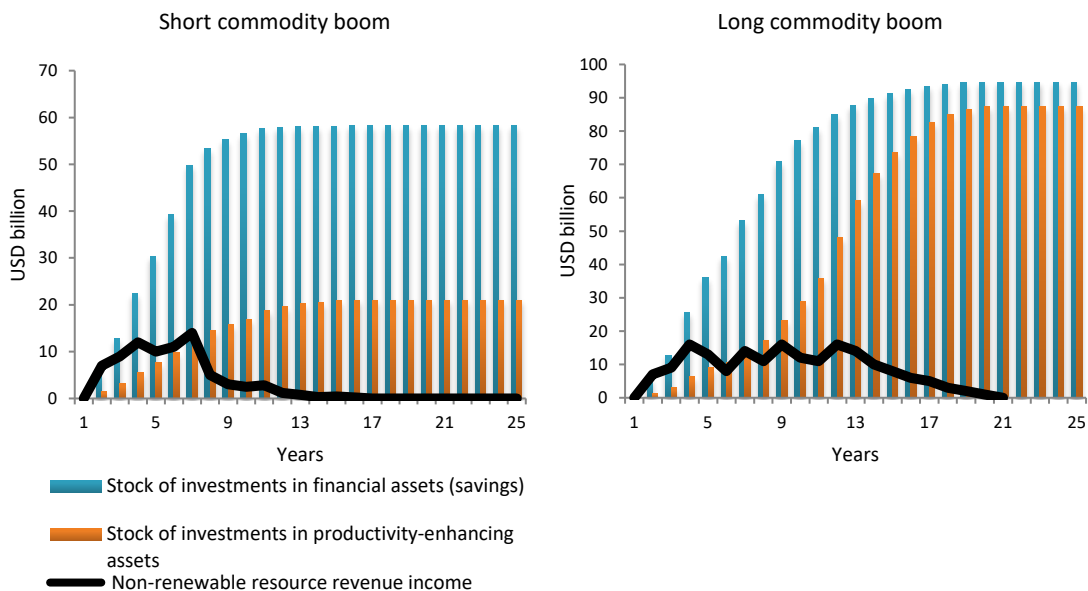 Short commodity boom
70
60
50
40
30
20
10
0
USD billion
1 5 9 13 17 21 25
Years
Long commodity boom
100
90
80
70
60
50
40
30
20
10
0
USD billion
1 5 9 13 17 21 25
Years
Stock of investments in financial assets (savings)
Stock of investments in productivity-enhancing
assets
Non-renewable resource revenue income